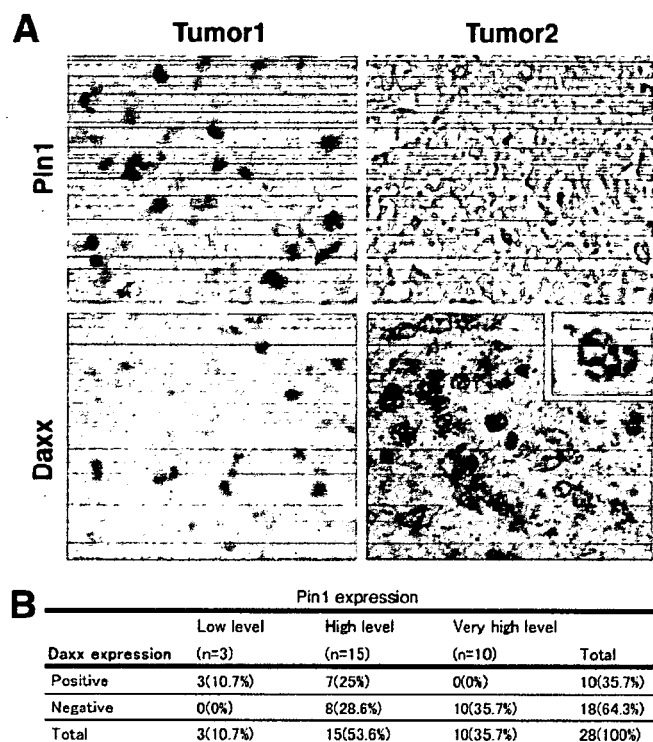 A
Tumor1 Tumor2
Pin1
Daxx
B
Pin1 expression
Low level High level Very high level
Daxx expression (n=3) (n=15) (n=10) Total
Positive 3(10.7%) 7(25%) 0(0%) 10(35.7%)
Negative 0(0%) 8(28.6%) 10(35.7%) 18(64.3%)
Total 3(10.7%) 15(53.6%) 10(35.7%) 28(100%)